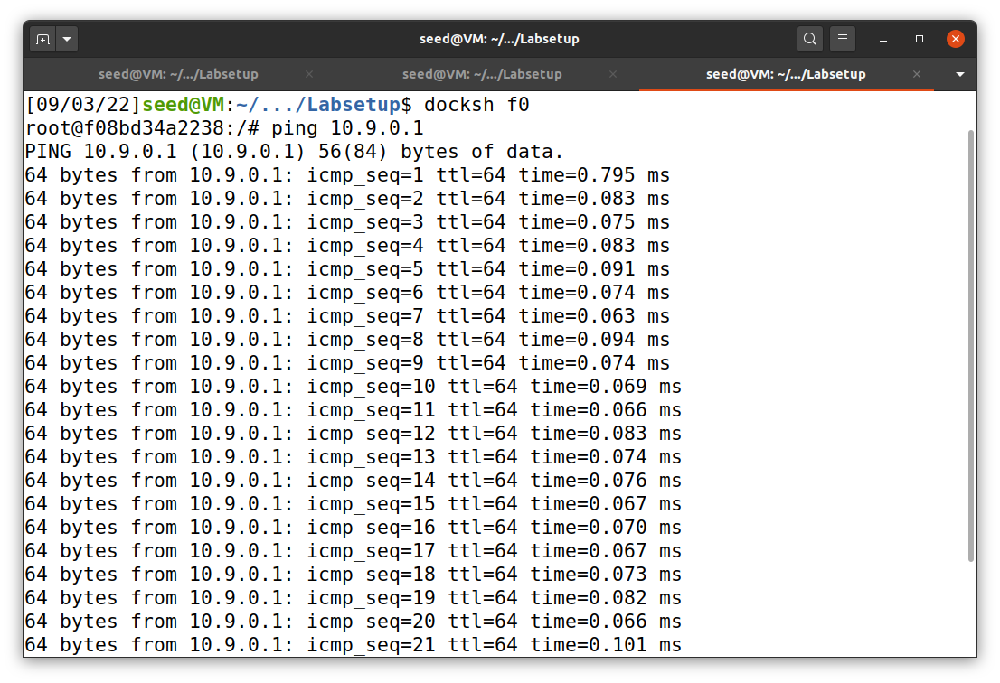 seed@VM: ~/.../Labsetup
seed@VM: ~/.../Labsetup seed@VM: ~/.../Labsetup seed@VM: ~/.../Labsetup
[09/03/22]seed@VM:~/.../Labsetup$ docksh f0
root@f08bd34a2238:/# ping 10.9.0.1
PING 10.9.0.1 (10.9.0.1) 56(84) bytes of data.
64 bytes from 10.9.0.1: icmp_seq=1 ttl=64 time=0.795 ms
64 bytes from 10.9.0.1: icmp_seq=2 ttl=64 time=0.083 ms
64 bytes from 10.9.0.1: icmp_seq=3 ttl=64 time=0.075 ms
64 bytes from 10.9.0.1: icmp_seq=4 ttl=64 time=0.083 ms
64 bytes from 10.9.0.1: icmp_seq=5 ttl=64 time=0.091 ms
64 bytes from 10.9.0.1: icmp_seq=6 ttl=64 time=0.074 ms
64 bytes from 10.9.0.1: icmp_seq=7 ttl=64 time=0.063 ms
64 bytes from 10.9.0.1: icmp_seq=8 ttl=64 time=0.094 ms
64 bytes from 10.9.0.1: icmp_seq=9 ttl=64 time=0.074 ms
64 bytes from 10.9.0.1: icmp_seq=10 ttl=64 time=0.069 ms
64 bytes from 10.9.0.1: icmp_seq=11 ttl=64 time=0.066 ms
64 bytes from 10.9.0.1: icmp_seq=12 ttl=64 time=0.083 ms
64 bytes from 10.9.0.1: icmp_seq=13 ttl=64 time=0.074 ms
64 bytes from 10.9.0.1: icmp_seq=14 ttl=64 time=0.076 ms
64 bytes from 10.9.0.1: icmp_seq=15 ttl=64 time=0.067 ms
64 bytes from 10.9.0.1: icmp_seq=16 ttl=64 time=0.070 ms
64 bytes from 10.9.0.1: icmp_seq=17 ttl=64 time=0.067 ms
64 bytes from 10.9.0.1: icmp_seq=18 ttl=64 time=0.073 ms
64 bytes from 10.9.0.1: icmp_seq=19 ttl=64 time=0.082 ms
64 bytes from 10.9.0.1: icmp_seq=20 ttl=64 time=0.066 ms
64 bytes from 10.9.0.1: icmp_seq=21 ttl=64 time=0.101 ms